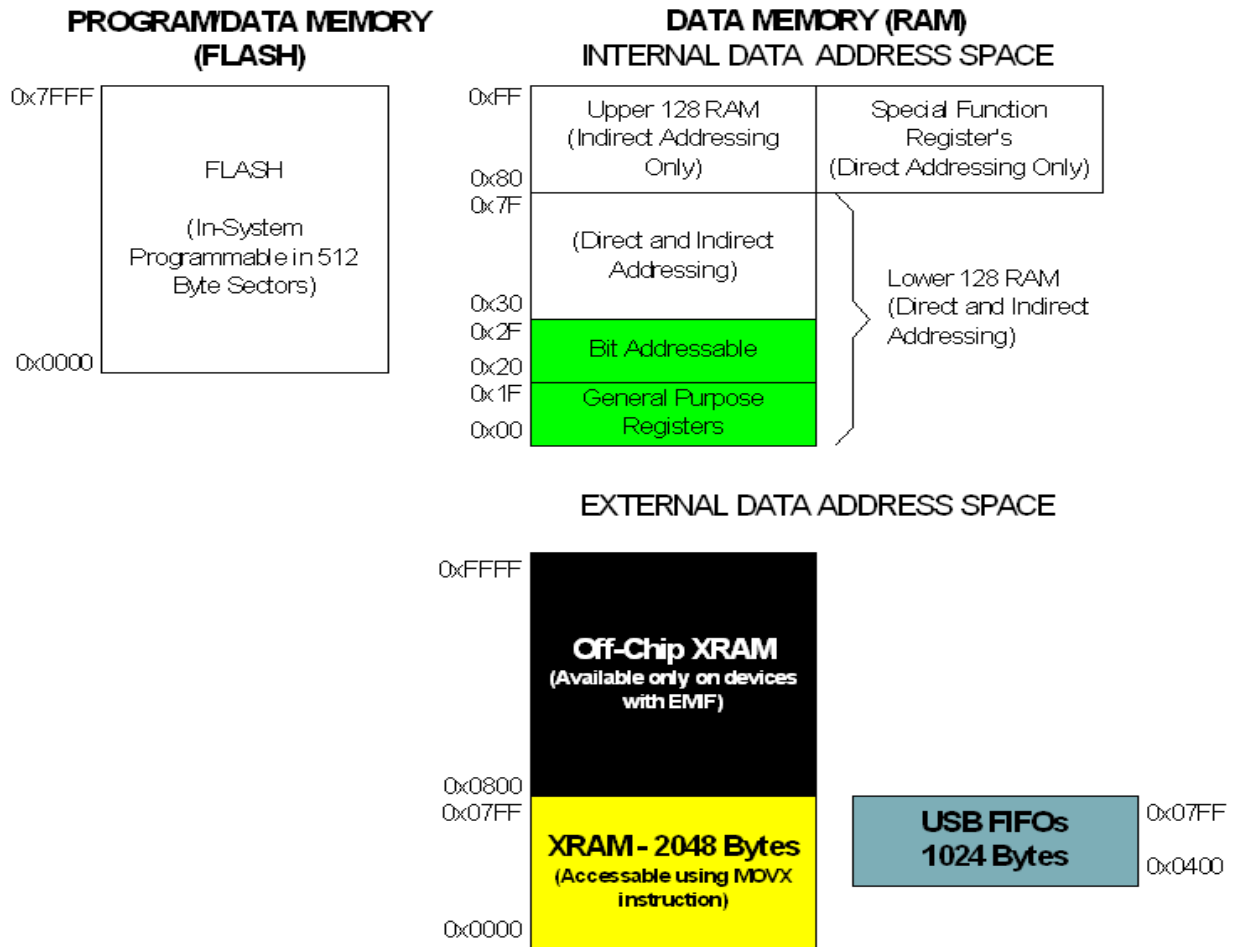 PROGRAM/DATA MEMORY
(FLASH)
0x7FFF
FLASH
(In-System
Programmable in 512
Byte Sectors)
0x0000
DATA MEMORY (RAM)
INTERNAL DATA ADDRESS SPACE
0xFF
Upper 128 RAM
(Indirect Addressing
Only)
Special Function
Register's
(Direct Addressing Only)
0x80
0x7F
(Direct and Indirect
Addressing)
0x30
0x2F
Bit Addressable
0x20
0x1F
General Purpose
Registers
0x00
Lower 128 RAM
(Direct and Indirect
Addressing)
EXTERNAL DATA ADDRESS SPACE
0xFFFF
Off-Chip XRAM
(Available only on devices
with EMIF)
0x0800
0x07FF
XRAM - 2048 Bytes
(Accessable using MOVX
instruction)
0x0000
USB FIFOs
1024 Bytes
0x07FF
0x0400